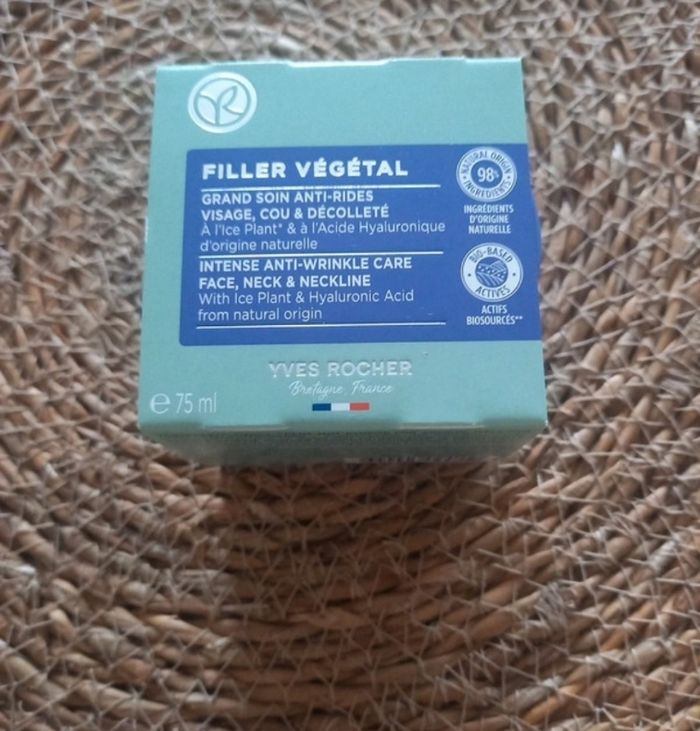 FILLER VÉGÉTAL
GRAND SOIN ANTI-RIDES
VISAGE, COU & DÉCOLLETÉ
À l'Ice Plant* & à l'Acide Hyaluronique
d'origine naturelle
INTENSE ANTI-WRINKLE CARE
FACE, NECK & NECKLINE
With Ice Plant & Hyaluronic Acid
from natural origin
NATURAL ORIGIN
98%
INGREDIENTS
INGRÉDIENTS
D'ORIGINE
NATURELLE
BIO-BASED
ACTIVES
ACTIFS
BIOSOURCÉS**
YVES ROCHER
Bretagne, France
℮ 75 ml